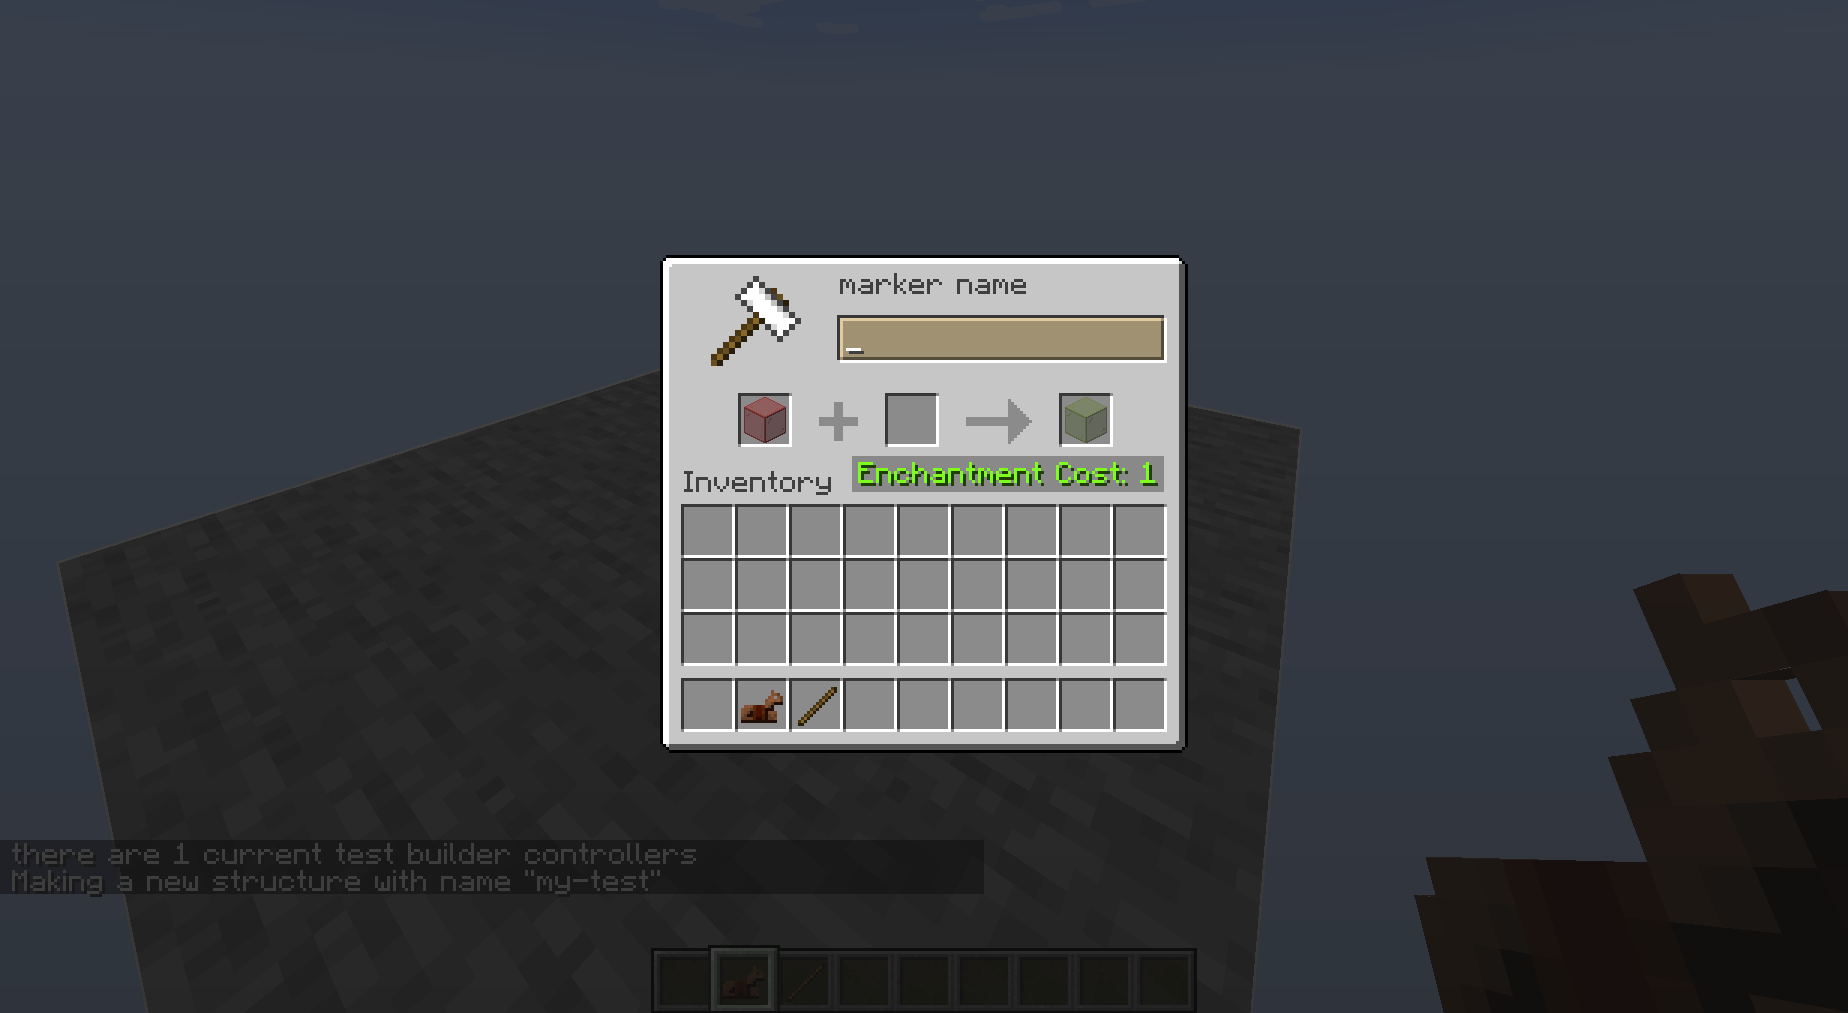 marker name
_
Inventory
Enchantment Cost: 1
there are 1 current test builder controllers
Making a new structure with name "my-test"